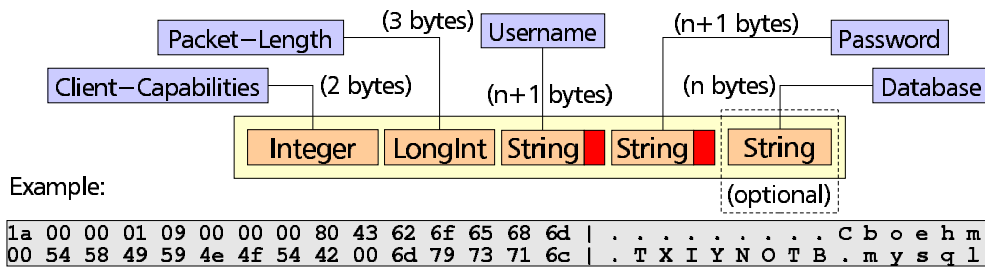 (3 bytes)
Username
(n+1 bytes)
Packet–Length
Password
Client–Capabilities
(2 bytes)
(n+1 bytes)
(n bytes)
Database
Integer
LongInt
String
String
String
Example:
(optional)
1a 00 00 01 09 00 00 00 80 43 62 6f 65 68 6d | . . . . . . . . . C b o e h m
00 54 58 49 59 4e 4f 54 42 00 6d 79 73 71 6c | . T X I Y N O T B . m y s q l